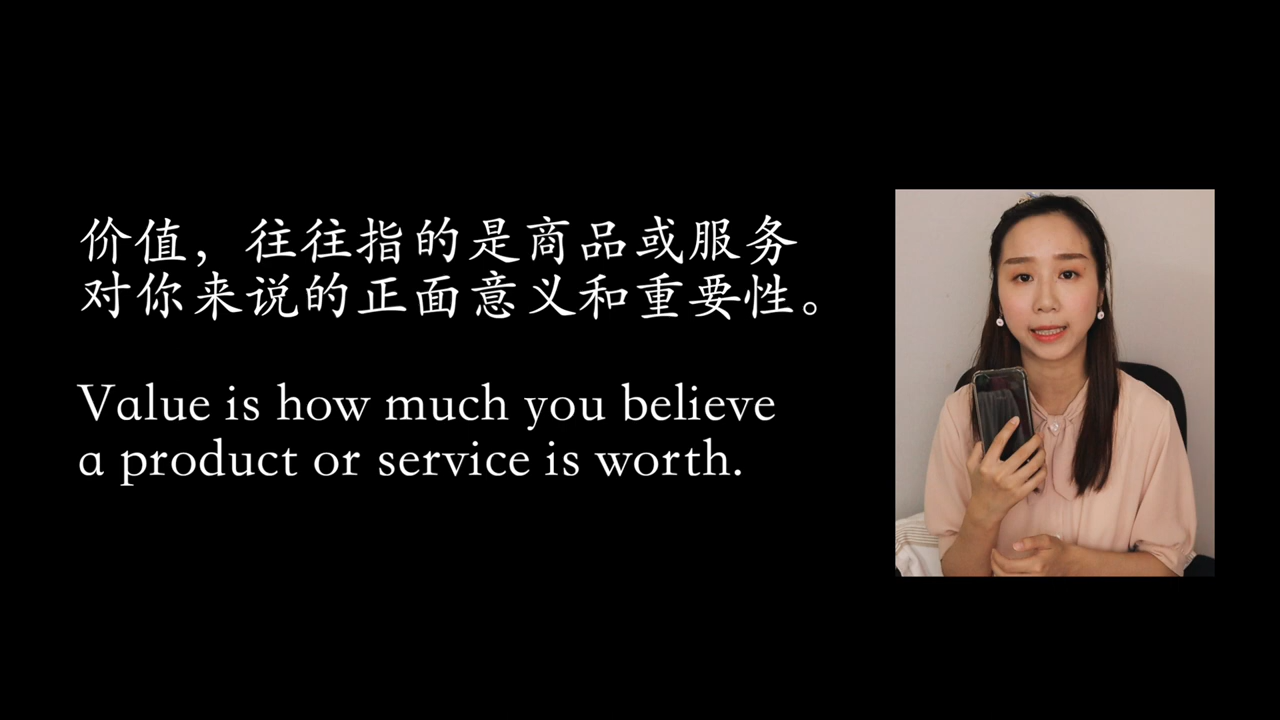 价值，往往指的是商品或服务
对你来说的正面意义和重要性。
Value is how much you believe
a product or service is worth.